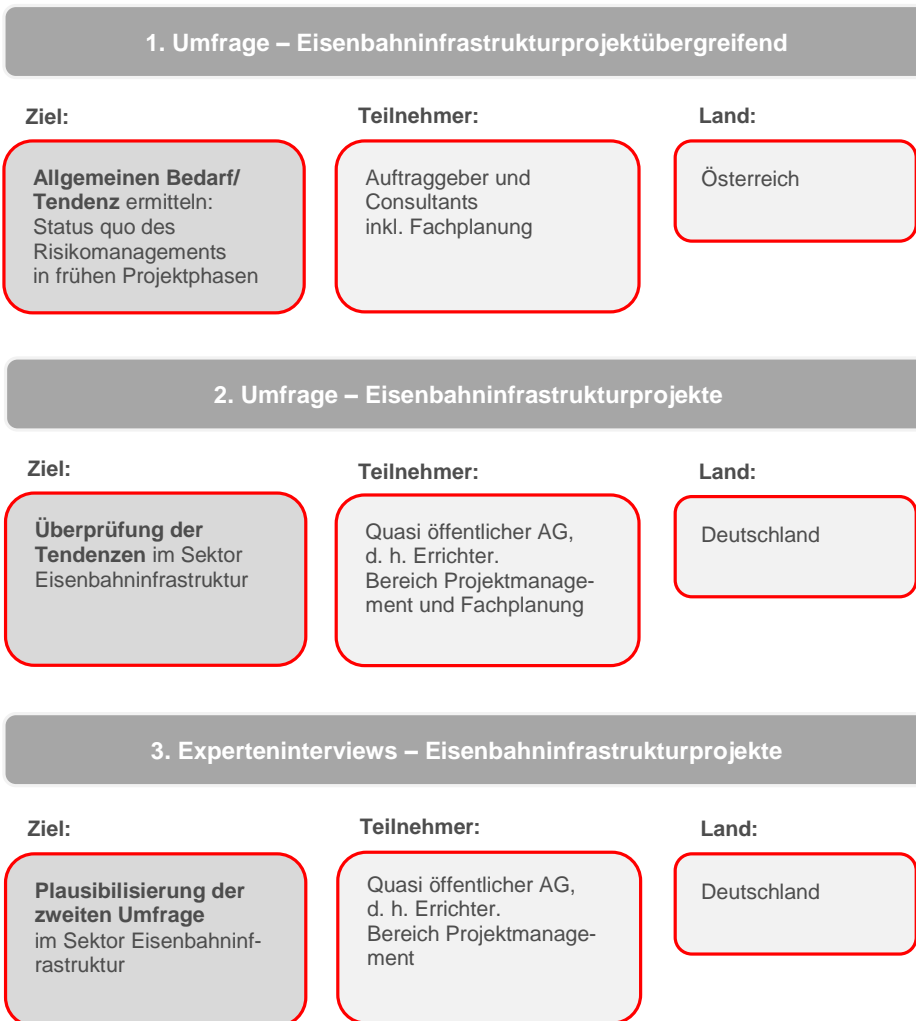 1. Umfrage – Eisenbahninfrastrukturprojektübergreifend
Ziel:
Teilnehmer:
Land:
Allgemeinen Bedarf/
Tendenz ermitteln:
Status quo des
Risikomanagements
in frühen Projektphasen
Auftraggeber und
Consultants
inkl. Fachplanung
Österreich
2. Umfrage – Eisenbahninfrastrukturprojekte
Ziel:
Teilnehmer:
Land:
Überprüfung der
Tendenzen im Sektor
Eisenbahninfrastruktur
Quasi öffentlicher AG,
d. h. Errichter.
Bereich Projektmanage-
ment und Fachplanung
Deutschland
3. Experteninterviews – Eisenbahninfrastrukturprojekte
Ziel:
Teilnehmer:
Land:
Plausibilisierung der
zweiten Umfrage
im Sektor Eisenbahninf-
rastruktur
Quasi öffentlicher AG,
d. h. Errichter.
Bereich Projektmanage-
ment
Deutschland